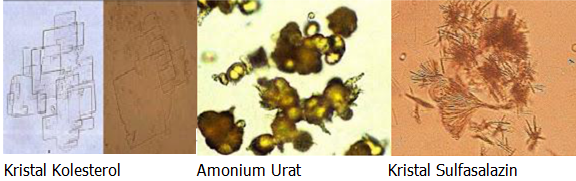 Kristal Kolesterol
Amonium Urat
Kristal Sulfasalazin